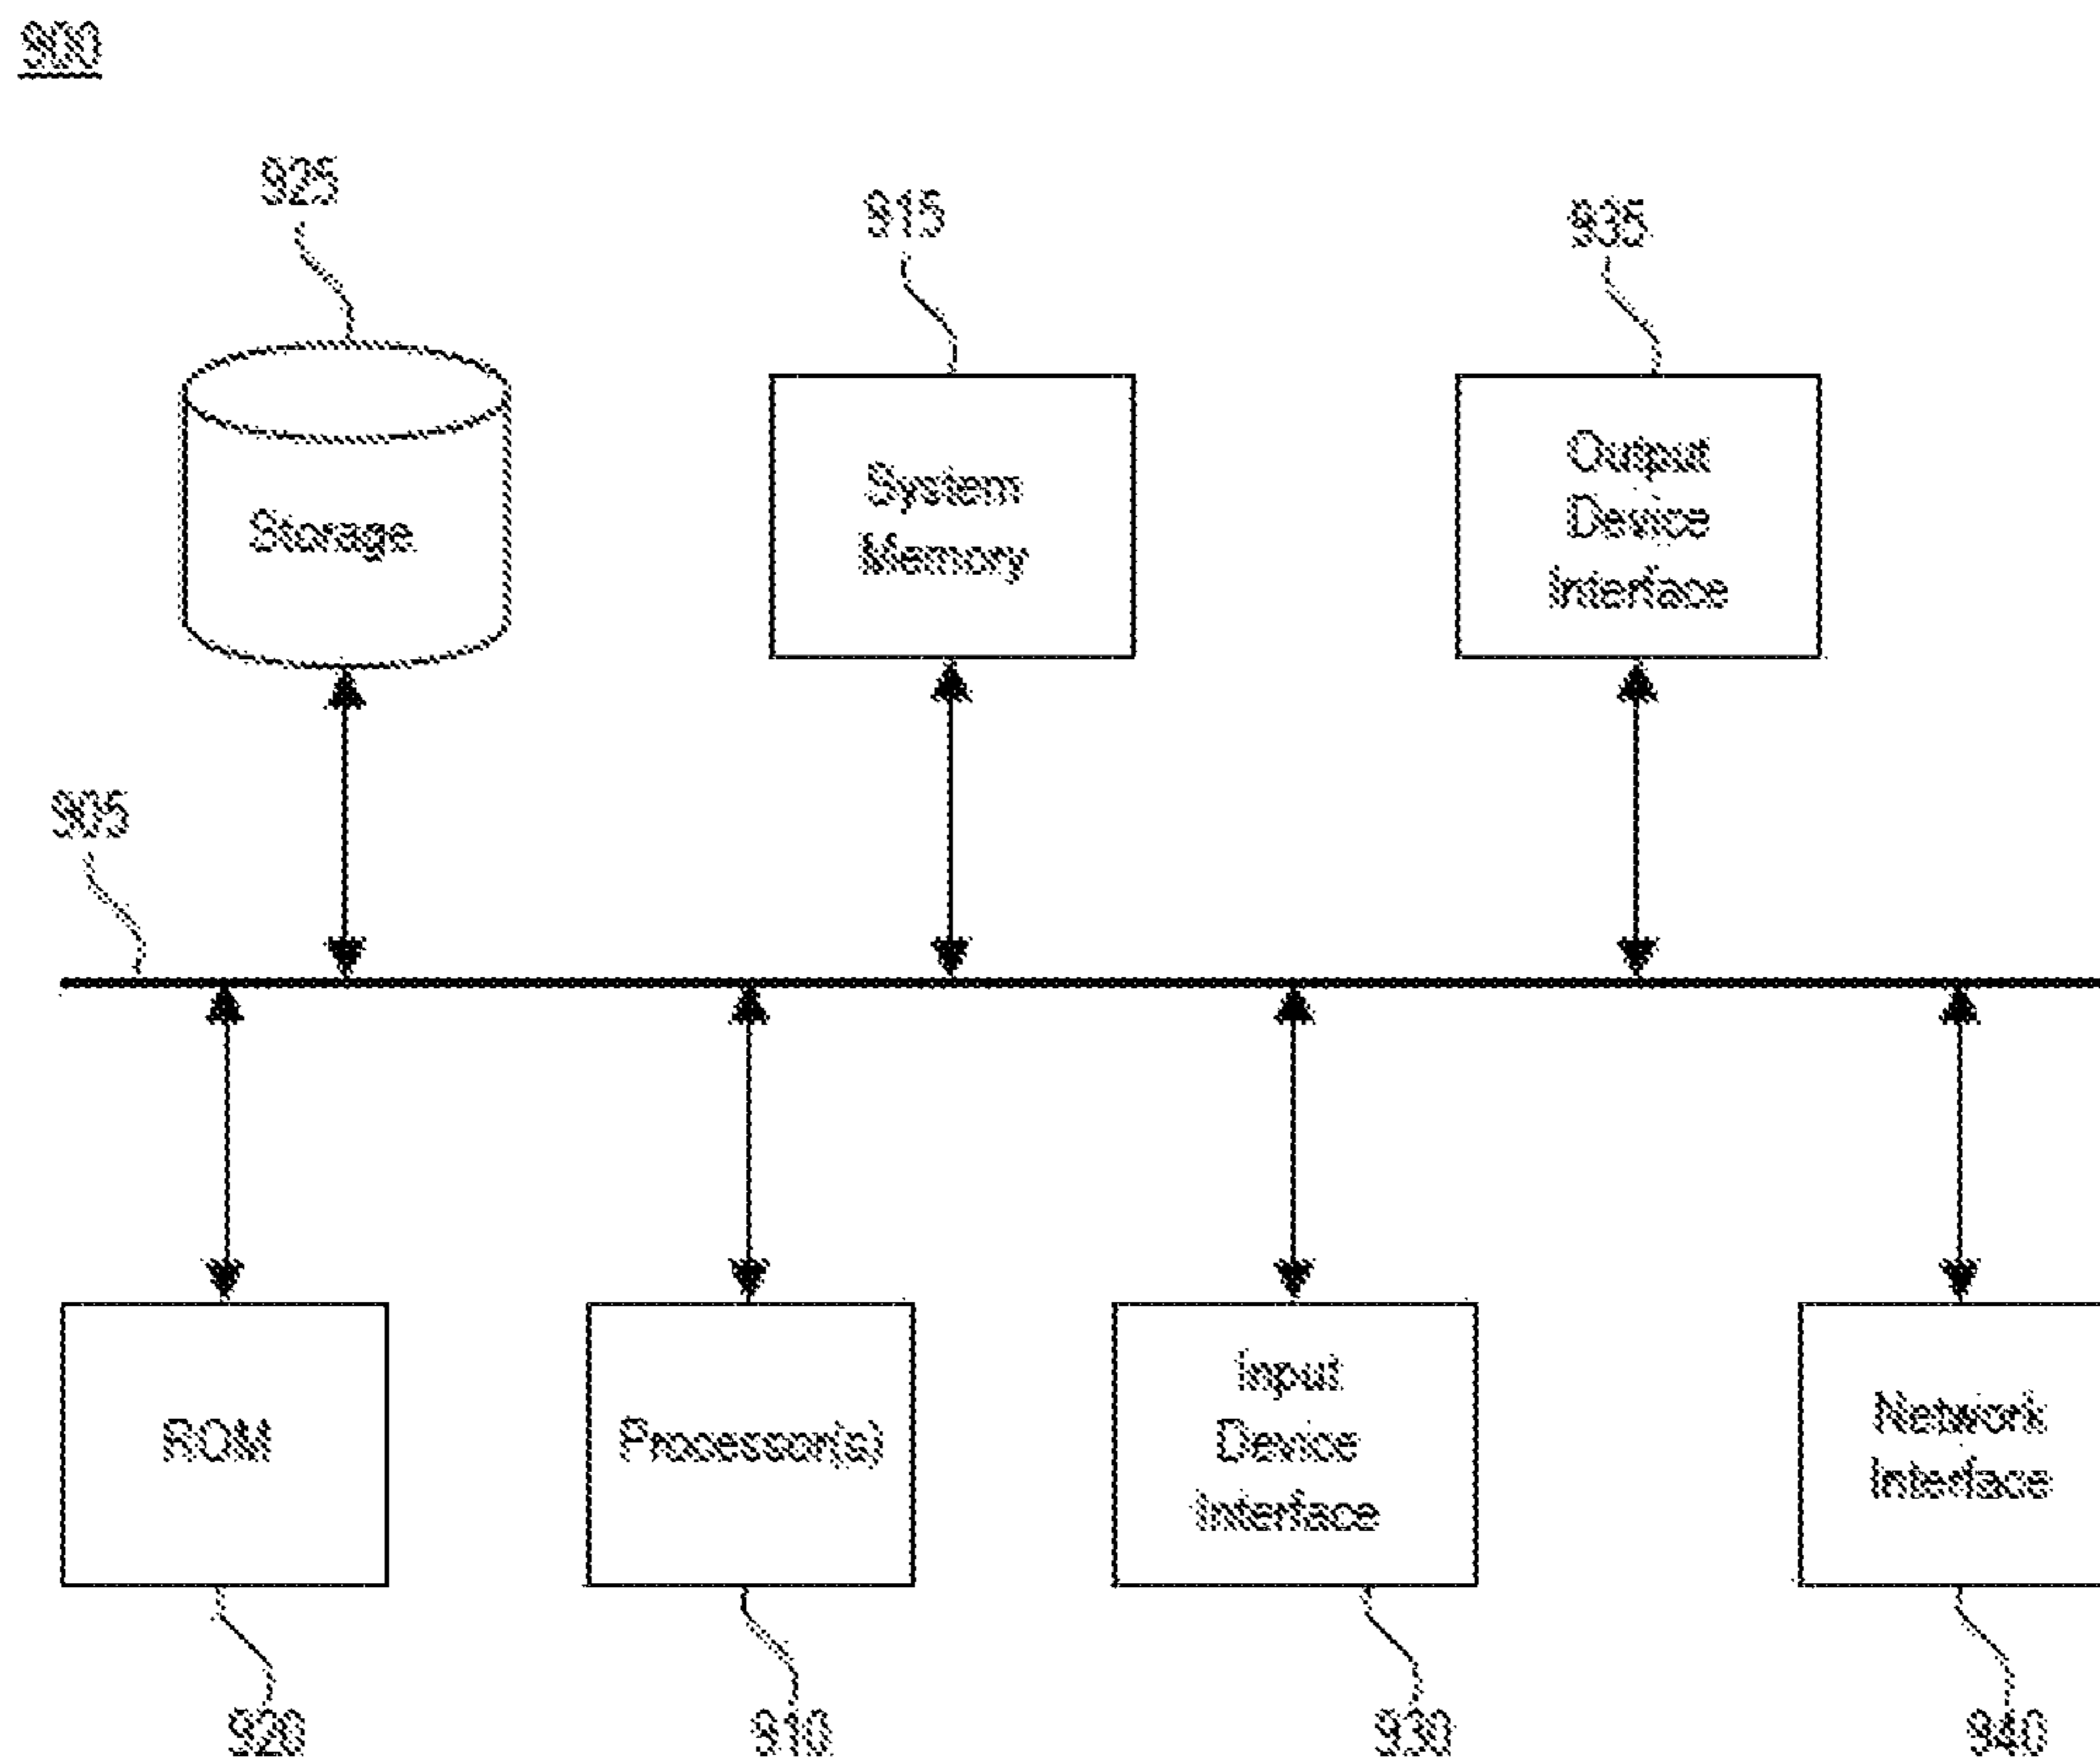 900
925
915
935
Storage
System
Memory
Output
Device
Interface
905
ROM
Processor(s)
Input
Device
Interface
Network
Interface
920
910
930
940